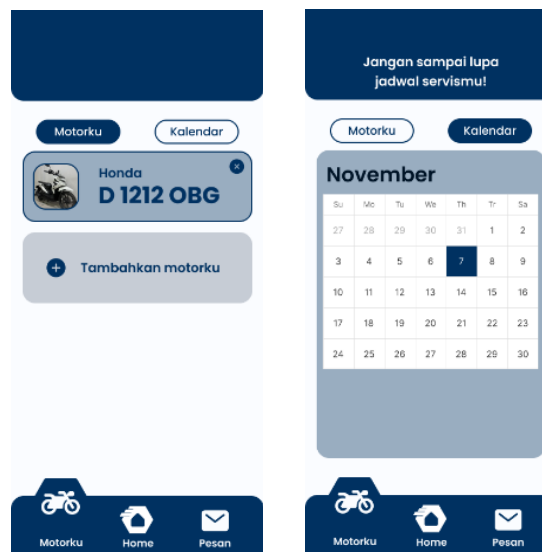 Motorku Kalendar
Honda
D 1212 OBG
Tambahkan motorku
Motorku Home Pesan
Jangan sampai lupa
jadwal servismu!
Motorku Kalendar
November
Su Mo Tu We Th Tr Sa
27 28 29 30 31 1 2
3 4 5 6 7 8 9
10 11 12 13 14 15 16
17 18 19 20 21 22 23
24 25 26 27 28 29 30
Motorku Home Pesan